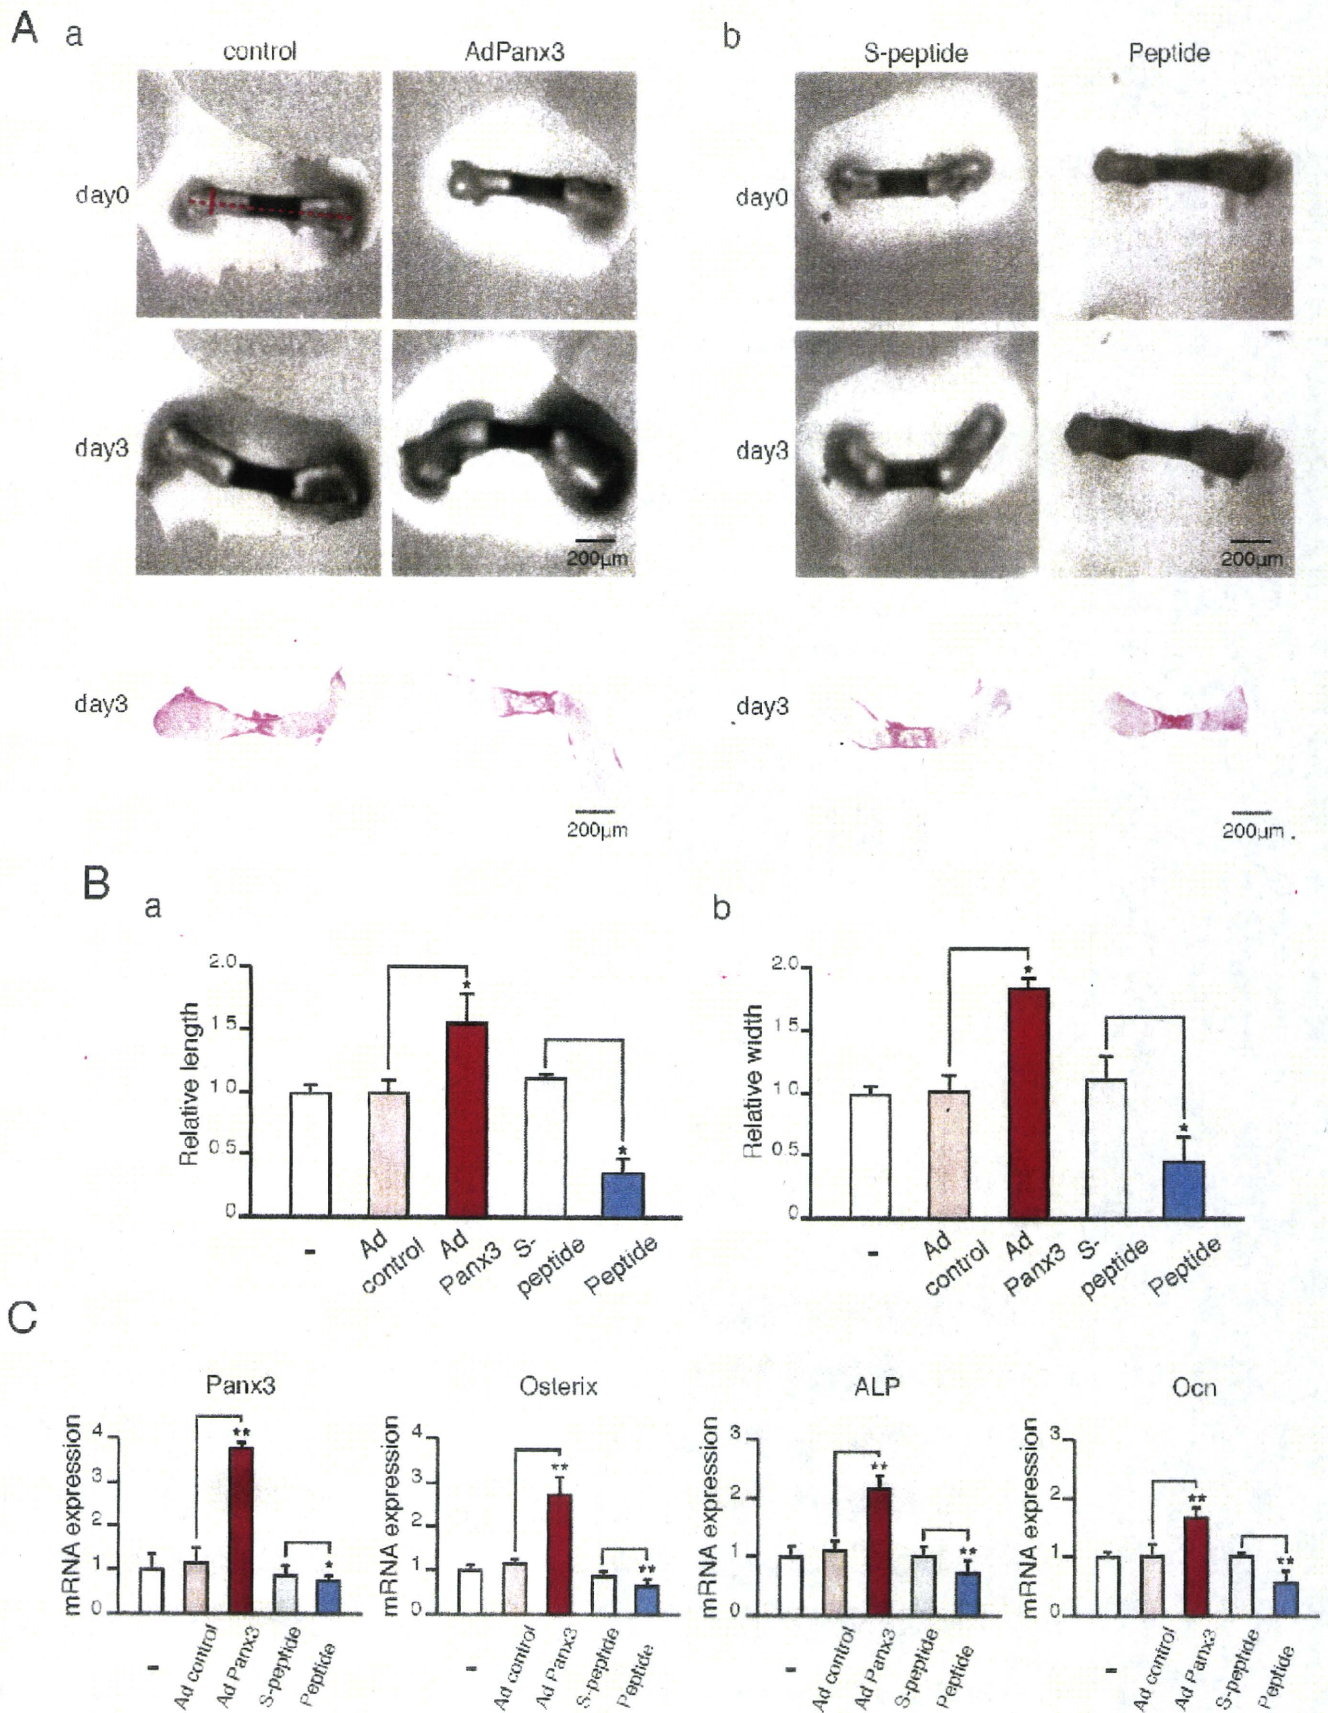 A a b
control AdPanx3 S-peptide Peptide
day0 day0
day3 day3
200µm 200µm
day3 day3
200µm 200µm
B
a b
Relative length
2.0
1.5
1.0
0.5
0
- Ad control Ad Panx3 S-peptide Peptide
Relative width
2.0
1.5
1.0
0.5
0
- Ad control Ad Panx3 S-peptide Peptide
* * * *
C
Panx3 Osterix ALP Ocn
mRNA expression
4
3
2
1
0
** *
- Ad control Ad Panx3 S-peptide Peptide
mRNA expression
4
3
2
1
0
** **
- Ad control Ad Panx3 S-peptide Peptide
mRNA expression
3
2
1
0
** **
- Ad control Ad Panx3 S-peptide Peptide
mRNA expression
3
2
1
0
** **
- Ad control Ad Panx3 S-peptide Peptide